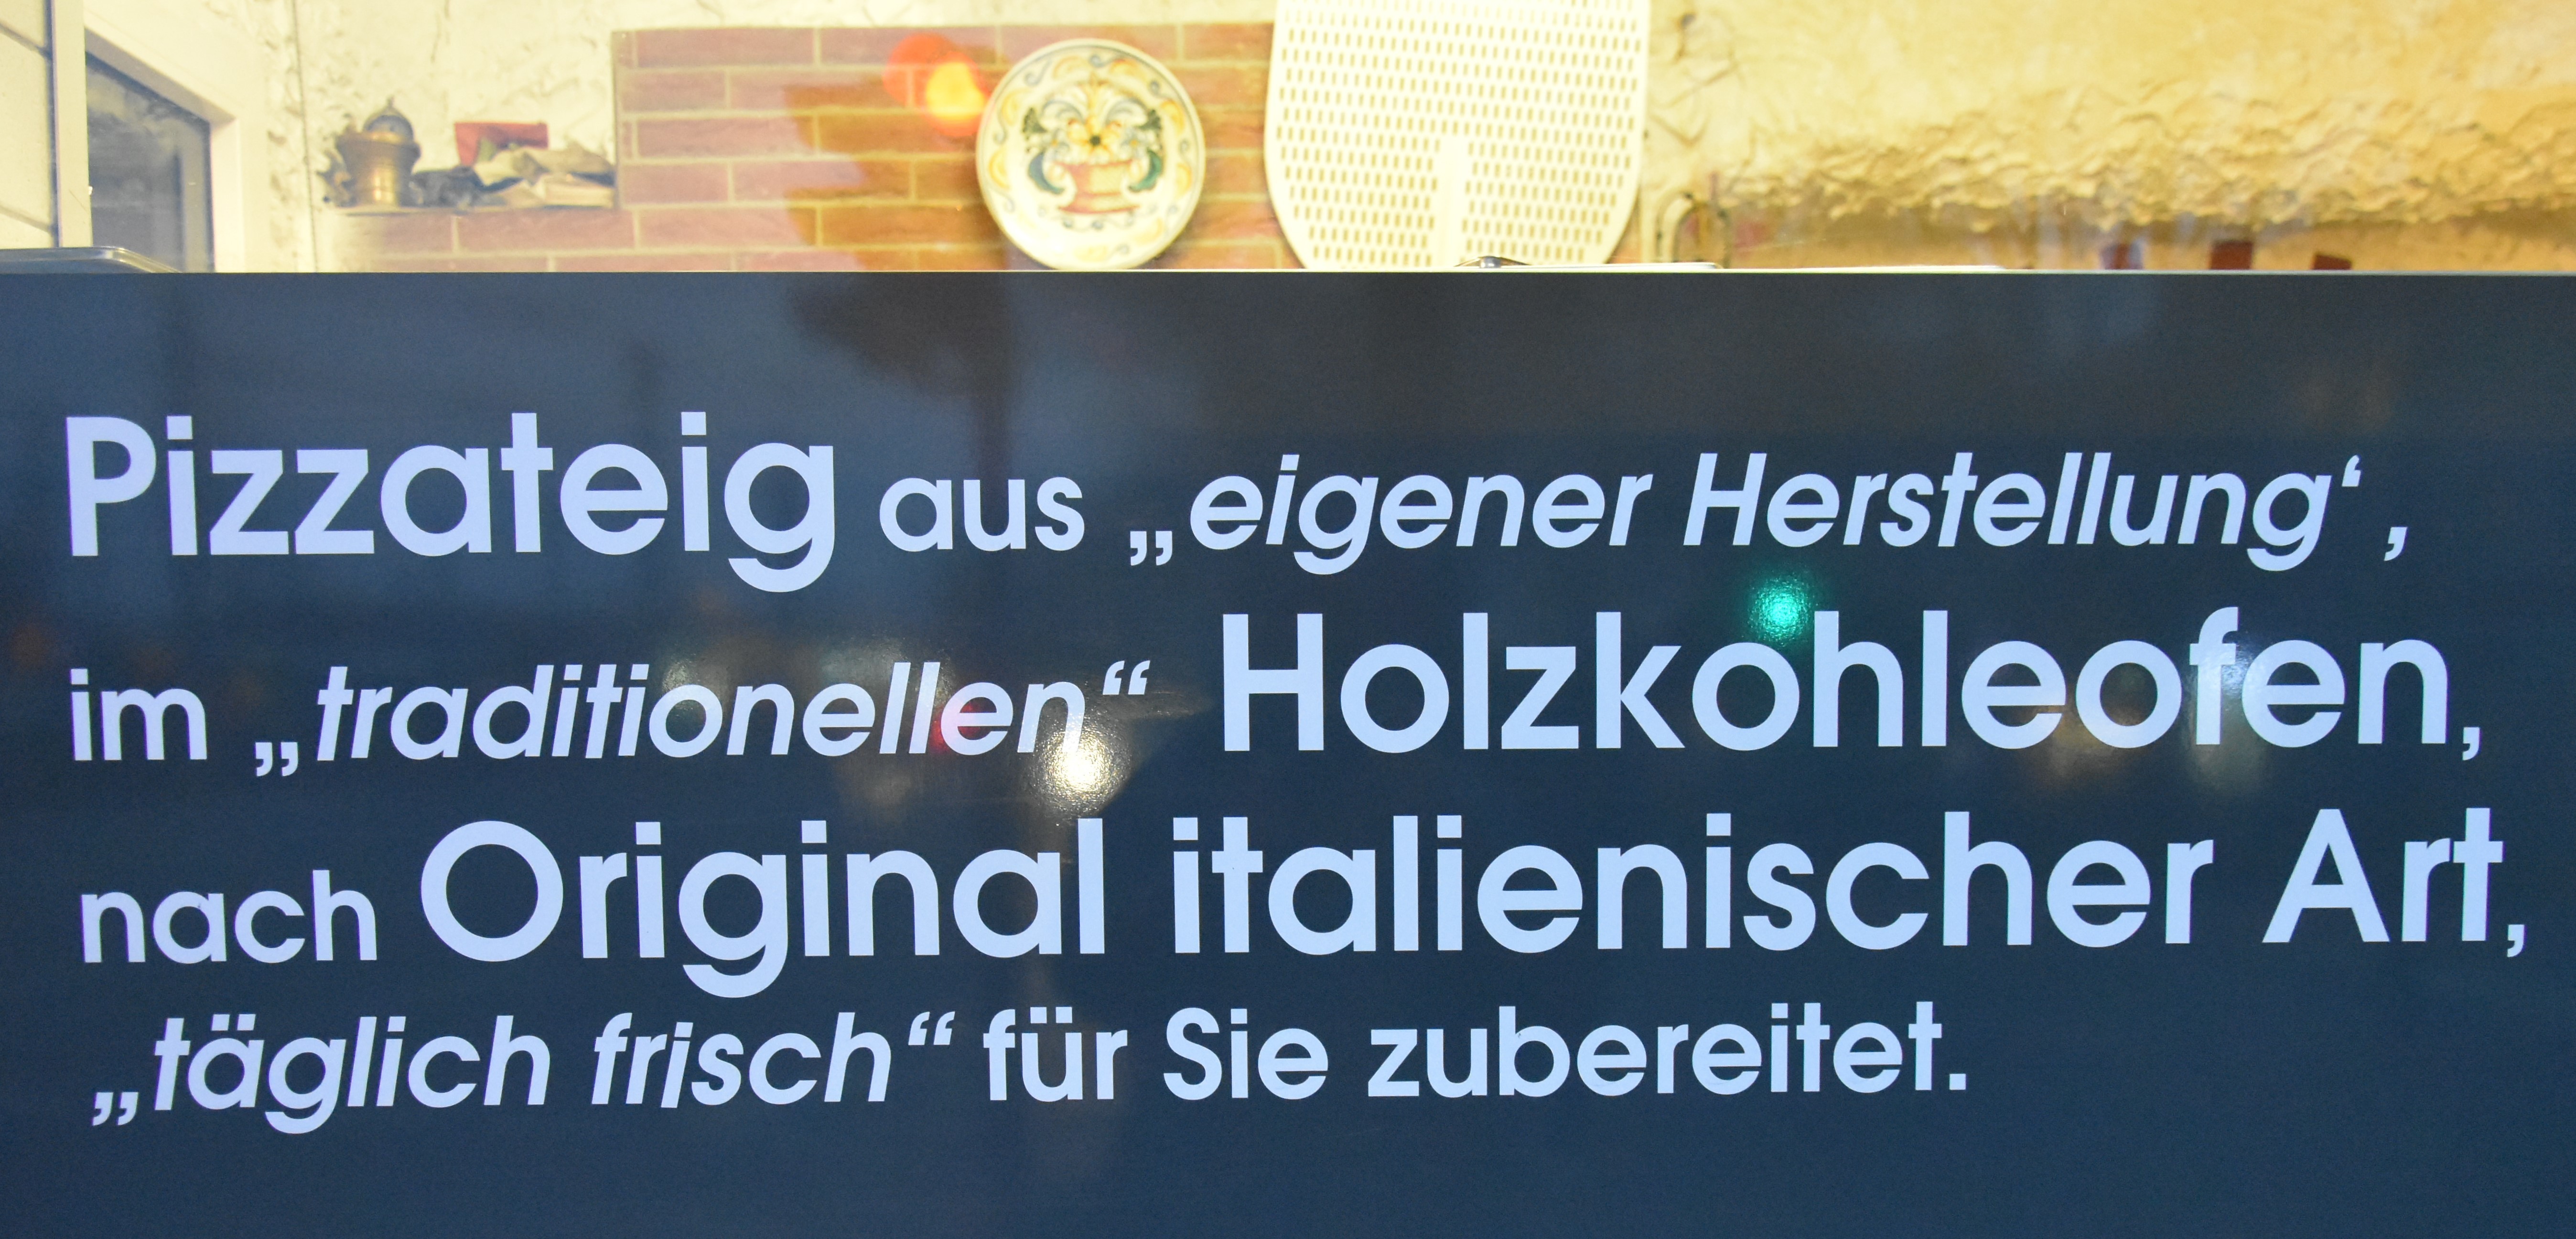 Pizzateig aus „eigener Herstellung‘ ,
im „traditionellen“ Holzkohleofen,
nach Original italienischer Art,
„täglich frisch“ für Sie zubereitet.